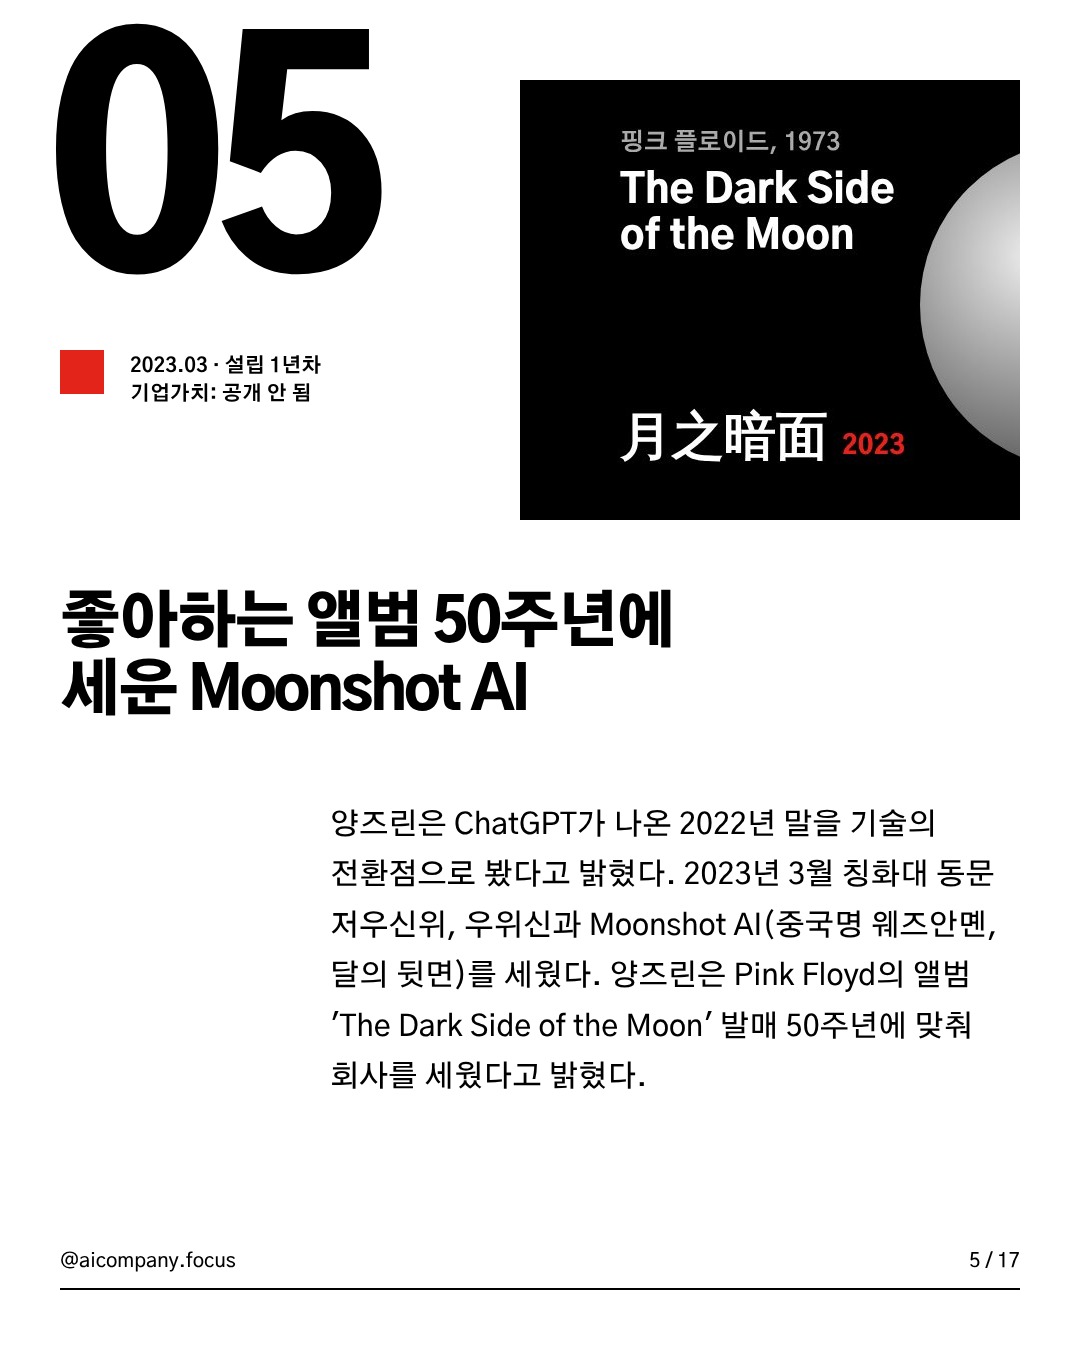 05
핑크 플로이드, 1973
The Dark Side
of the Moon
月之暗面 2023
2023.03 · 설립 1년차
기업가치: 공개 안 됨
좋아하는 앨범 50주년에
세운 Moonshot AI
양즈린은 ChatGPT가 나온 2022년 말을 기술의
전환점으로 봤다고 밝혔다. 2023년 3월 칭화대 동문
저우신위, 우위신과 Moonshot AI(중국명 웨즈안몐,
달의 뒷면)를 세웠다. 양즈린은 Pink Floyd의 앨범
'The Dark Side of the Moon' 발매 50주년에 맞춰
회사를 세웠다고 밝혔다.
@aicompany.focus
5 / 17